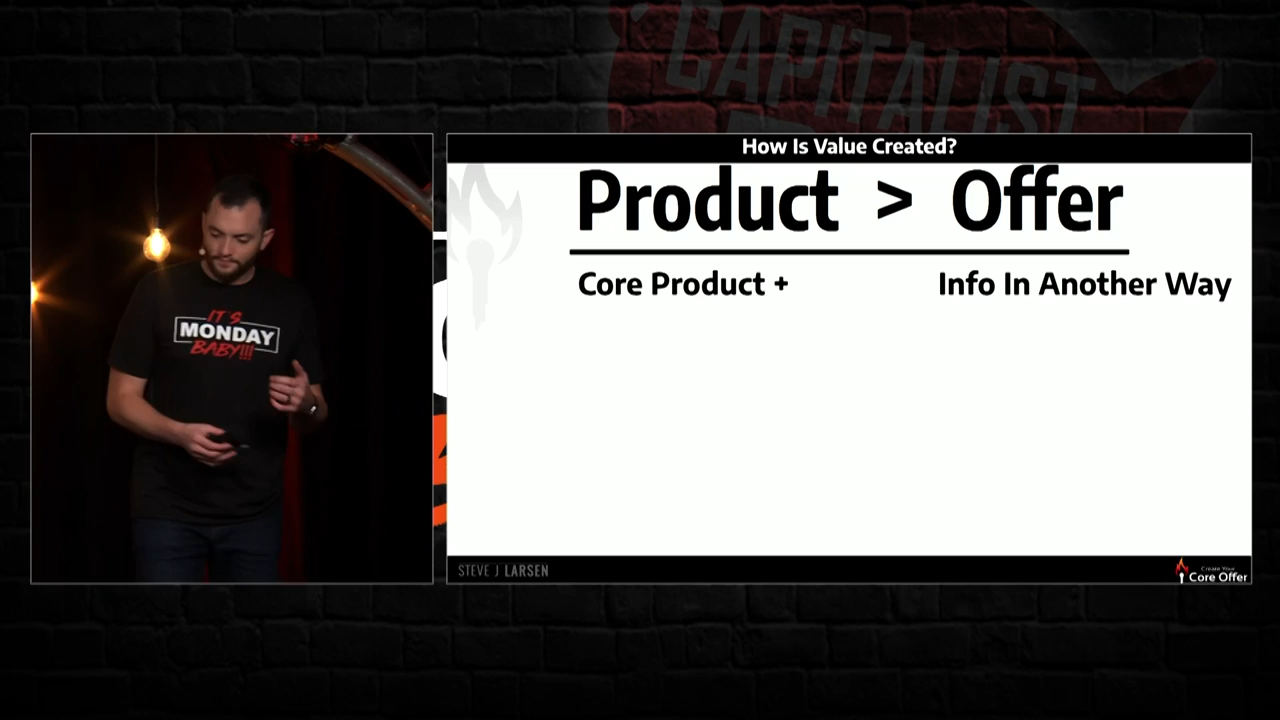 CAPITALIST
How Is Value Created?
Product > Offer
Core Product +
Info In Another Way
IT'S
MONDAY
BABY!!!
STEVE J LARSEN
Create Your
Core Offer